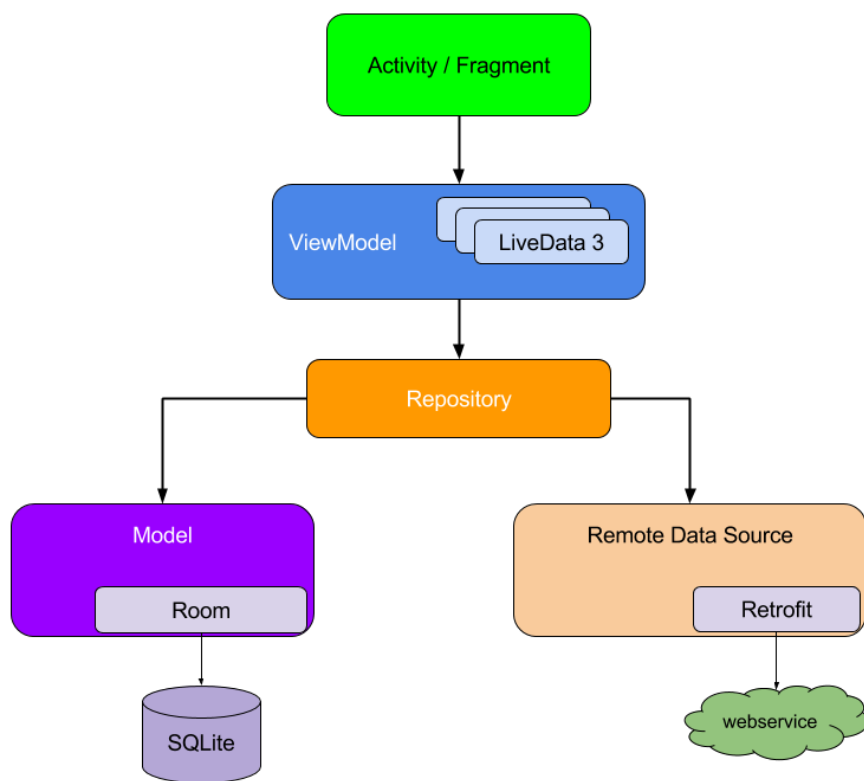 Activity / Fragment
ViewModel
LiveData 3
Repository
Model
Remote Data Source
Room
Retrofit
SQLite
webservice